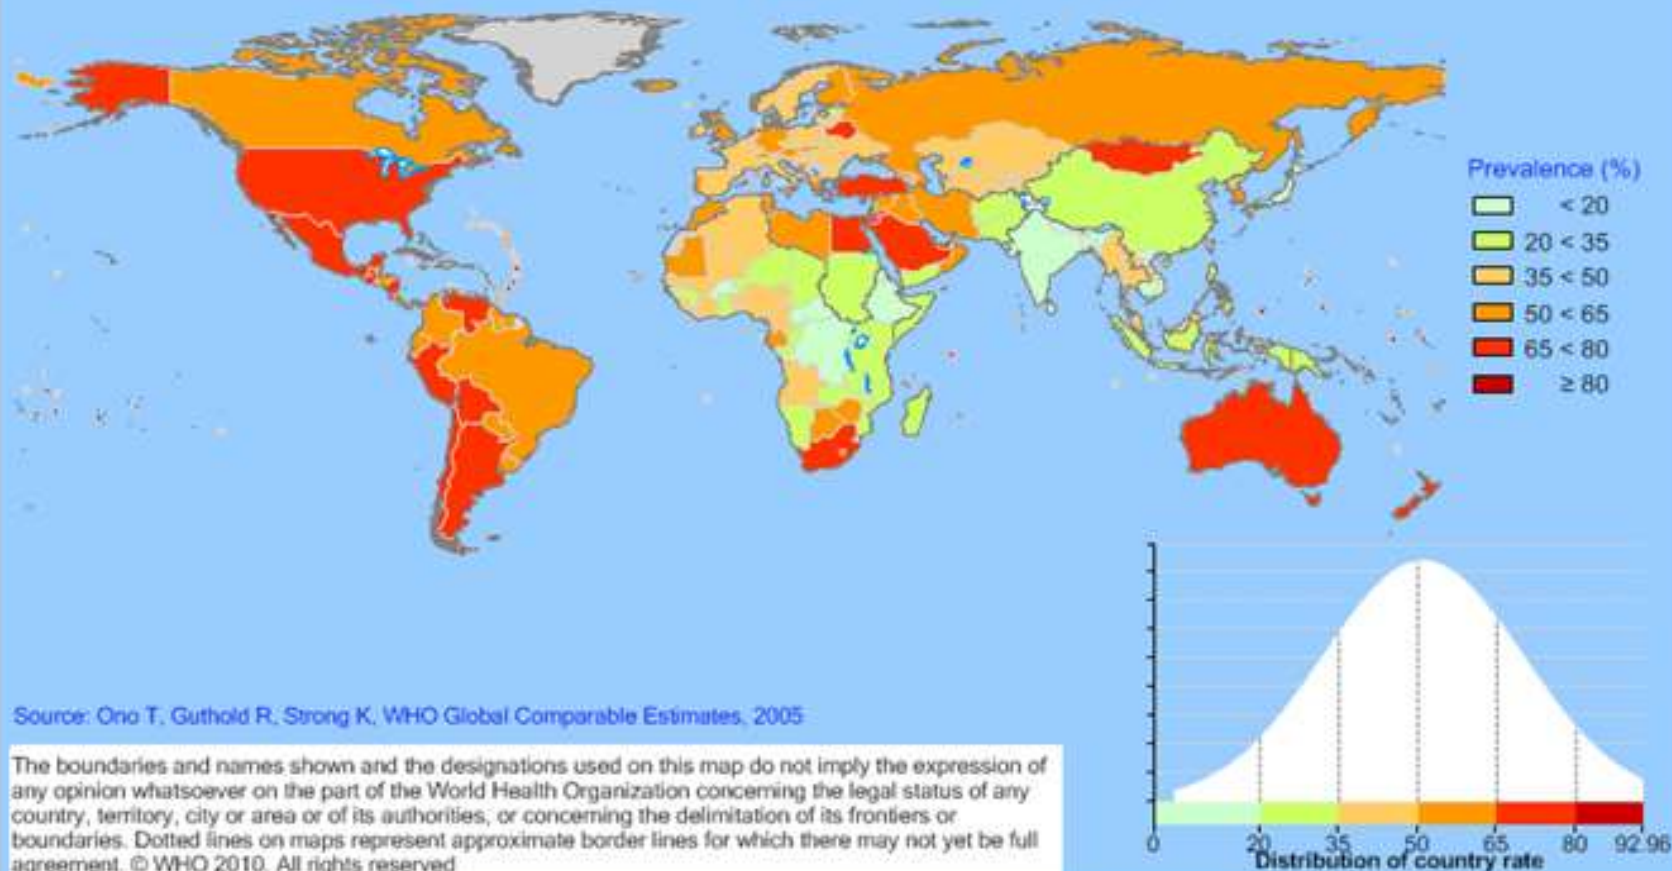 Prevalence (%)
< 20
20 < 35
35 < 50
50 < 65
65 < 80
≥ 80
Source: Ono T, Guthold R, Strong K, WHO Global Comparable Estimates, 2005
The boundaries and names shown and the designations used on this map do not imply the expression of
any opinion whatsoever on the part of the World Health Organization concerning the legal status of any
country, territory, city or area or of its authorities, or concerning the delimitation of its frontiers or
boundaries. Dotted lines on maps represent approximate border lines for which there may not yet be full
agreement. © WHO 2010. All rights reserved
0 20 35 50 65 80 92.96
Distribution of country rate